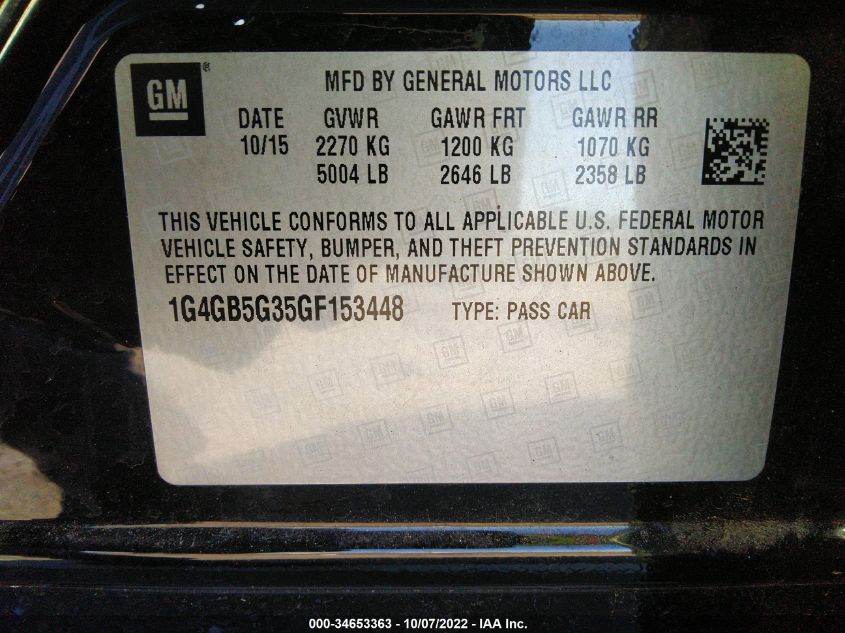 GM ® MFD BY GENERAL MOTORS LLC
DATE GVWR GAWR FRT GAWR RR
10/15 2270 KG 1200 KG 1070 KG
5004 LB 2646 LB 2358 LB
THIS VEHICLE CONFORMS TO ALL APPLICABLE U.S. FEDERAL MOTOR
VEHICLE SAFETY, BUMPER, AND THEFT PREVENTION STANDARDS IN
EFFECT ON THE DATE OF MANUFACTURE SHOWN ABOVE.
1G4GB5G35GF153448 TYPE: PASS CAR
000-34653363 - 10/07/2022 - IAA Inc.